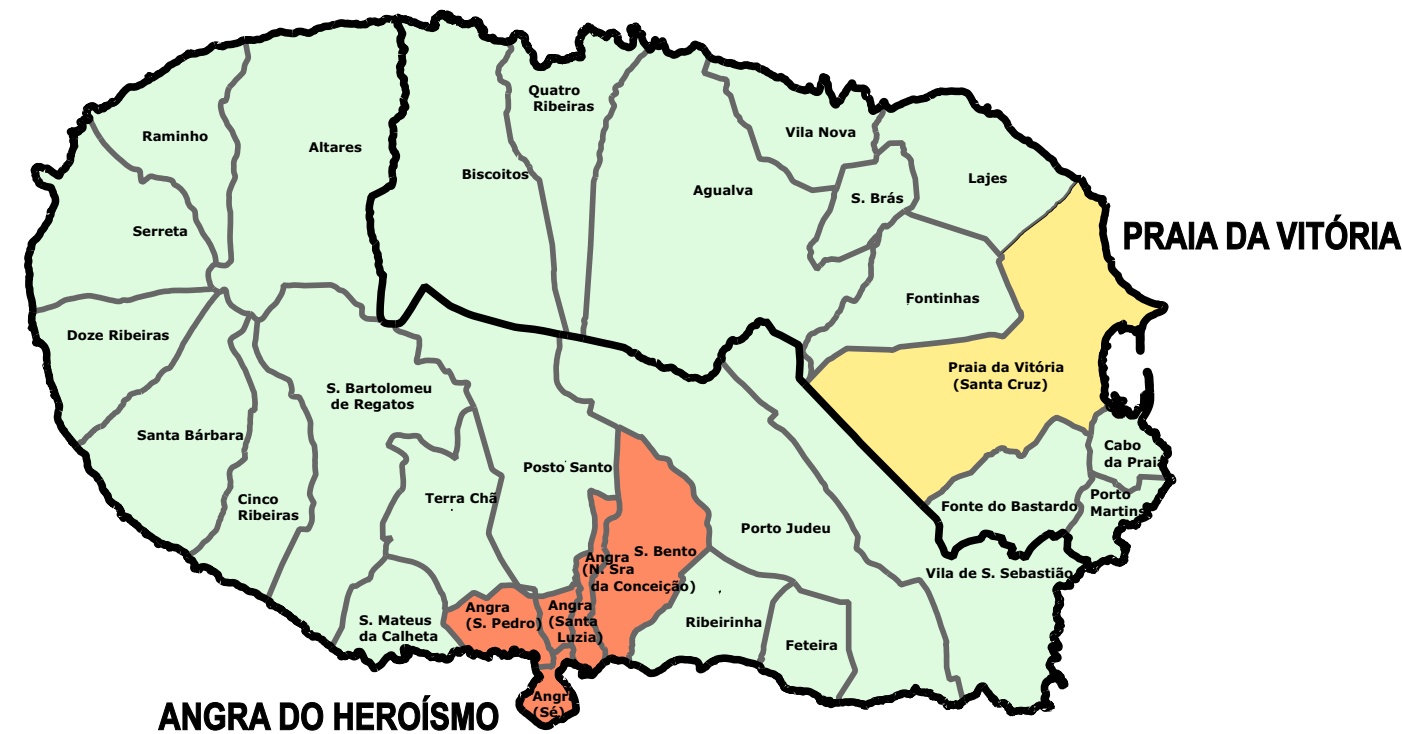 Quatro
Ribeiras
Raminho
Vila Nova
Altares
Biscoitos
Lajes
Agualva
S. Brás
Serreta
PRAIA DA VITÓRIA
Fontinhas
Doze Ribeiras
Praia da Vitória
(Santa Cruz)
S. Bartolomeu
de Regatos
Santa Bárbara
Cabo
da Praia
Posto Santo
Terra Chã
Cinco
Ribeiras
Porto
Martins
Fonte do Bastardo
Porto Judeu
S. Bento
Angra
(N. Sra
da Conceição)
Vila de S. Sebastião
Angra
(S. Pedro)
Angra
(Santa
Luzia)
S. Mateus
da Calheta
Ribeirinha
Feteira
Angra
(Sé)
ANGRA DO HEROÍSMO